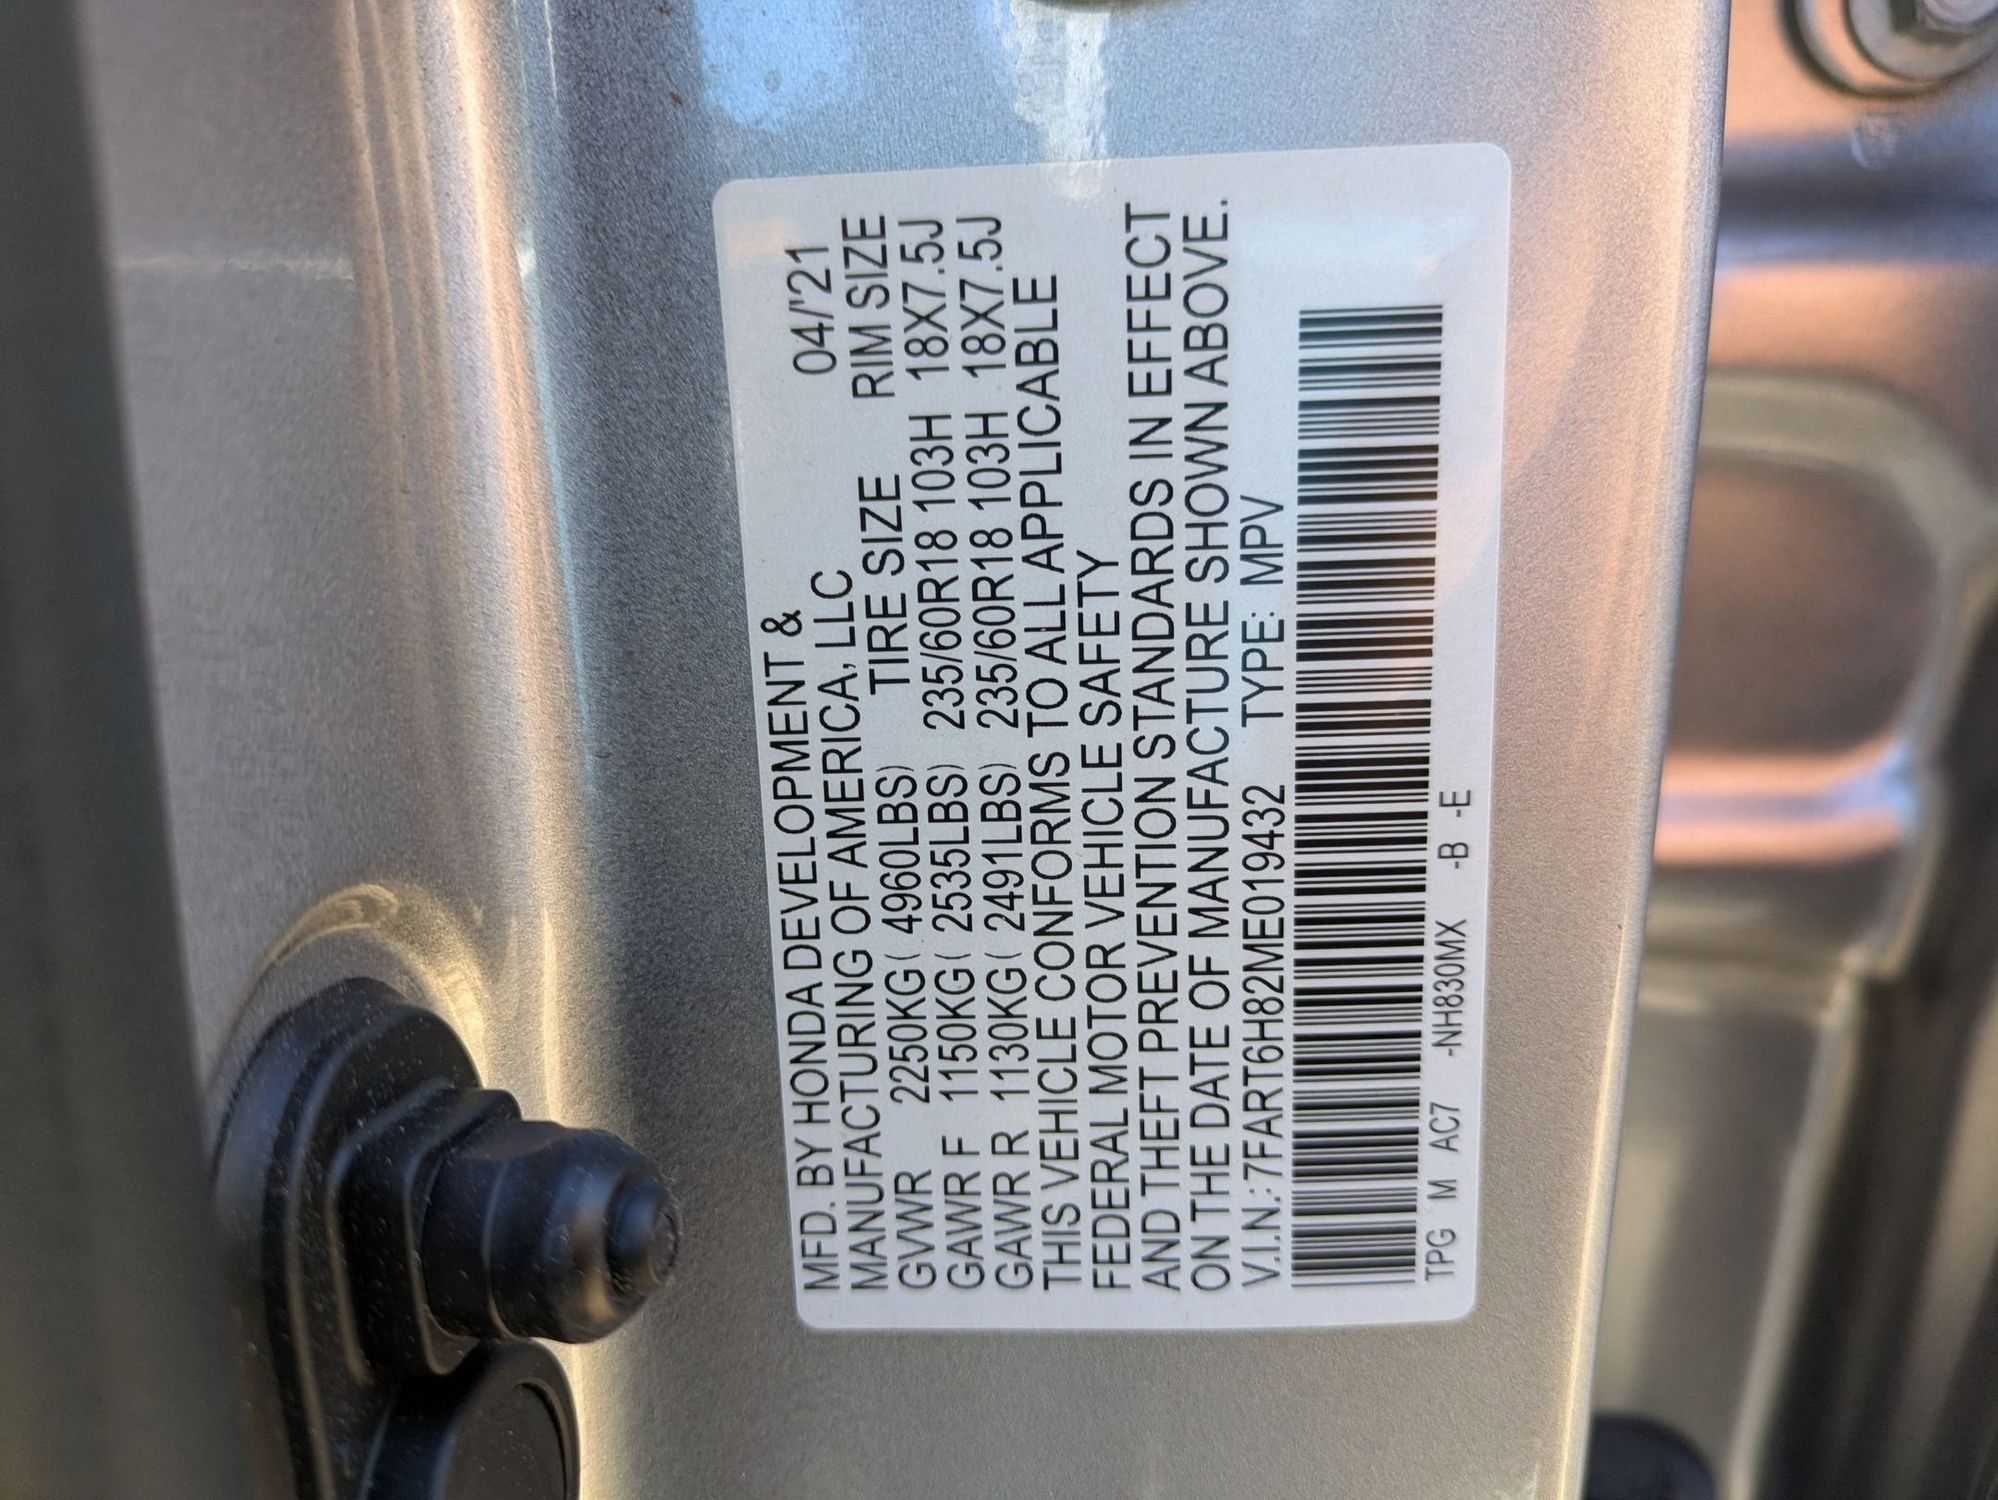 MFD. BY HONDA DEVELOPMENT &
MANUFACTURING OF AMERICA, LLC 04/'21
TIRE SIZE RIM SIZE
GVWR 2250KG( 4960LBS)
GAWR F 1150KG( 2535LBS) 235/60R18 103H 18X7.5J
GAWR R 1130KG( 2491LBS) 235/60R18 103H 18X7.5J
THIS VEHICLE CONFORMS TO ALL APPLICABLE
FEDERAL MOTOR VEHICLE SAFETY
AND THEFT PREVENTION STANDARDS IN EFFECT
ON THE DATE OF MANUFACTURE SHOWN ABOVE.
V.I.N.: 7FART6H82ME019432 TYPE: MPV
TPG M AC7 -NH830MX -B -E